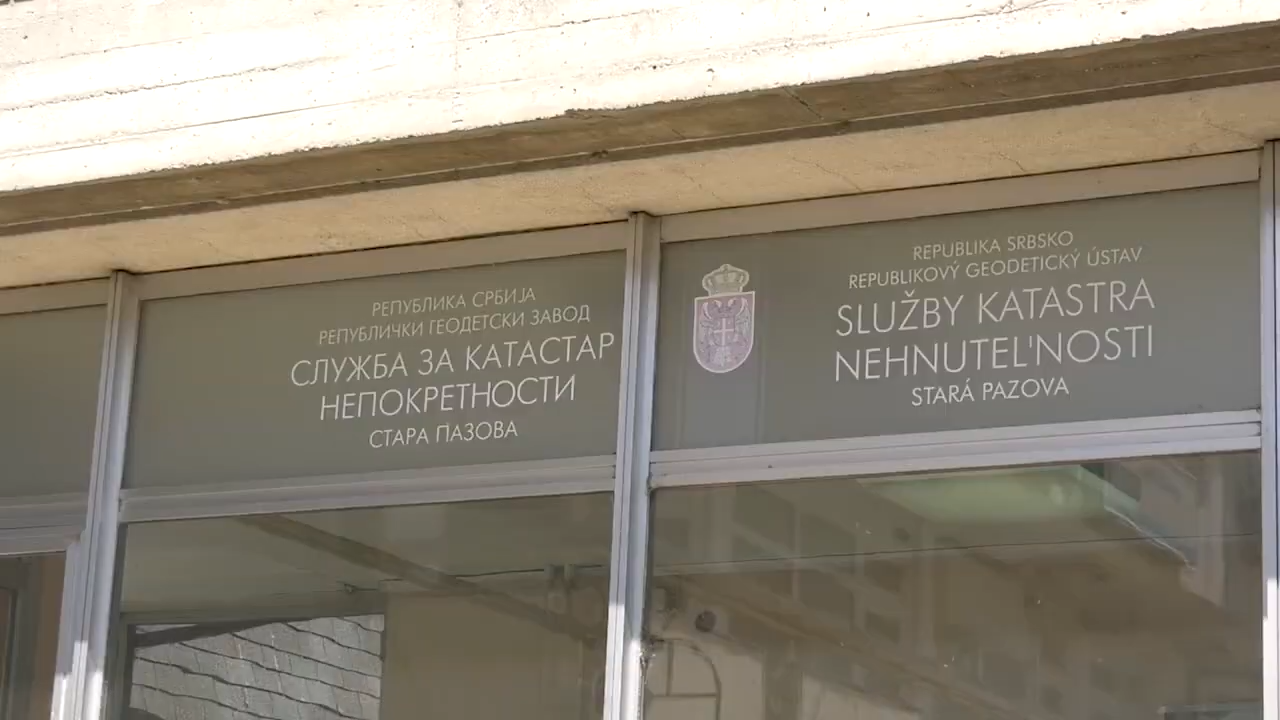 РЕПУБЛИКА СРБИЈА
РЕПУБЛИЧКИ ГЕОДЕТСКИ ЗАВОД
СЛУЖБА ЗА КАТАСТАР
НЕПОКРЕТНОСТИ
СТАРА ПАЗОВА
REPUBLIKA SRBSKO
REPUBLIKOVÝ GEODETICKÝ ÚSTAV
SLUŽBY KATASTRA
NEHNUTEL'NOSTI
STARÁ PAZOVA